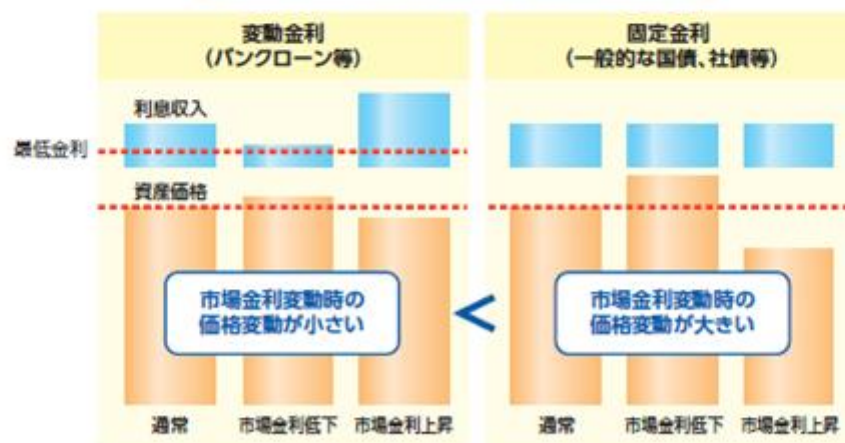 変動金利
(バンクローン等)
固定金利
(一般的な国債、社債等)
利息収入
最低金利
資産価格
市場金利変動時の
価格変動が小さい
<
市場金利変動時の
価格変動が大きい
通常
市場金利低下
市場金利上昇
通常
市場金利低下
市場金利上昇